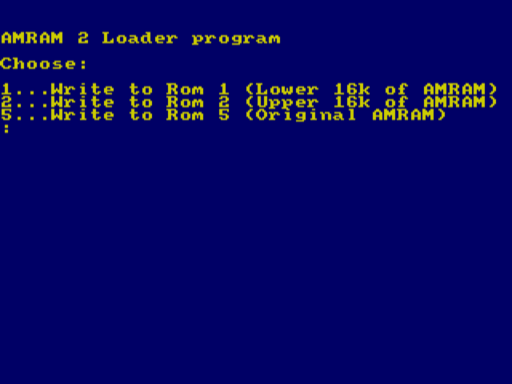 AMRAM 2 Loader program
Choose:
1...Write to Rom 1 (Lower 16k of AMRAM)
2...Write to Rom 2 (Upper 16k of AMRAM)
5...Write to Rom 5 (Original AMRAM)
: